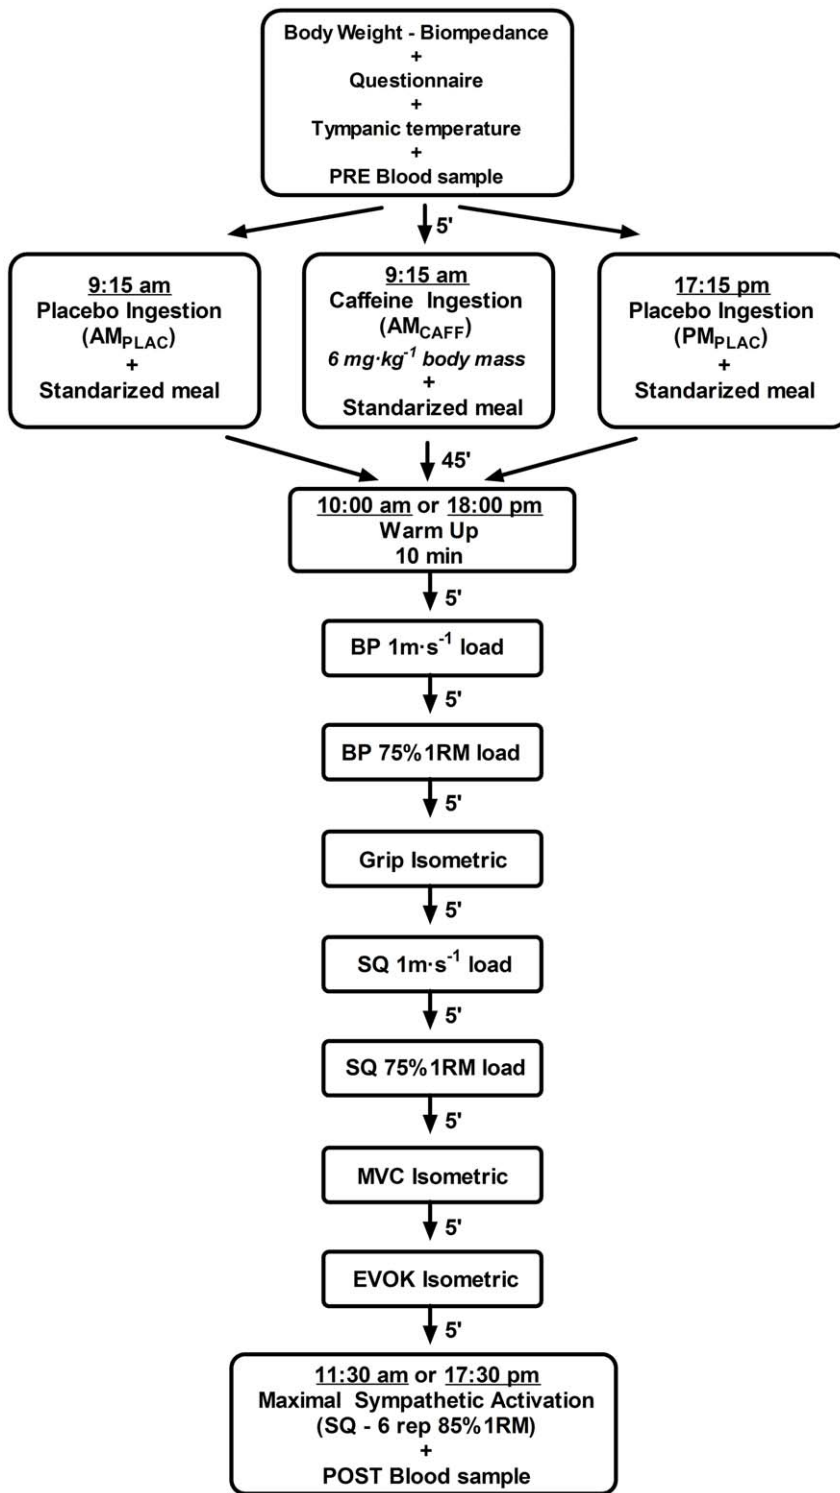 Body Weight - Biompedance
+
Questionnaire
+
Tympanic temperature
+
PRE Blood sample
5'
9:15 am
Placebo Ingestion
(AM_PLAC)
+
Standarized meal
9:15 am
Caffeine Ingestion
(AM_CAFF)
6 mg·kg⁻¹ body mass
+
Standarized meal
17:15 pm
Placebo Ingestion
(PM_PLAC)
+
Standarized meal
45'
10:00 am or 18:00 pm
Warm Up
10 min
5'
BP 1m·s⁻¹ load
5'
BP 75%1RM load
5'
Grip Isometric
5'
SQ 1m·s⁻¹ load
5'
SQ 75%1RM load
5'
MVC Isometric
5'
EVOK Isometric
5'
11:30 am or 17:30 pm
Maximal Sympathetic Activation
(SQ - 6 rep 85%1RM)
+
POST Blood sample